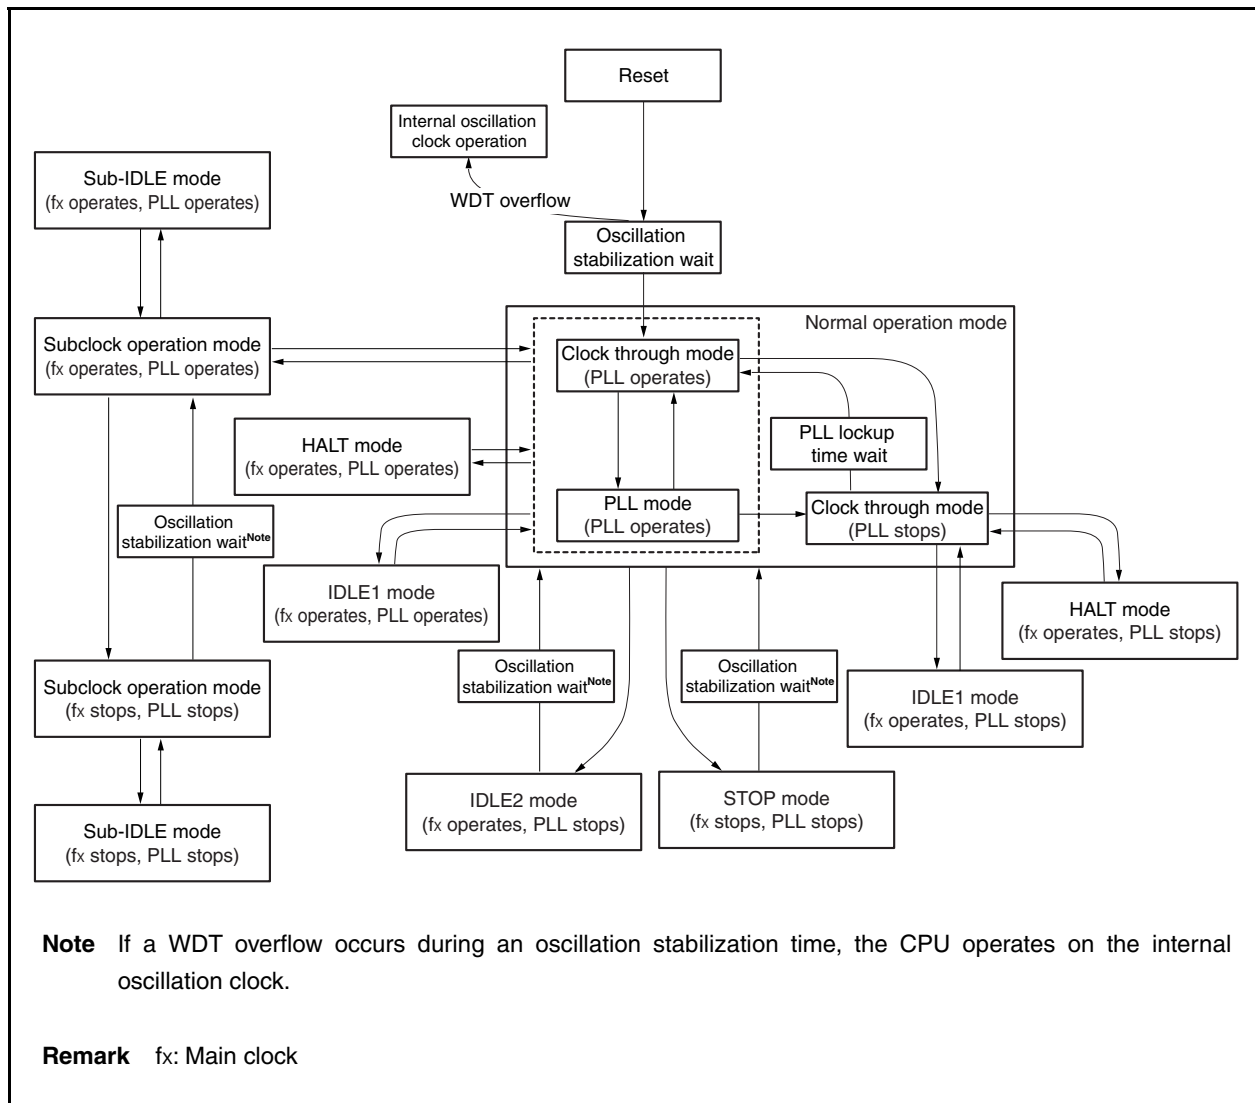 Reset
Internal oscillation
clock operation
WDT overflow
Sub-IDLE mode
(fx operates, PLL operates)
Oscillation
stabilization wait
Normal operation mode
Subclock operation mode
(fx operates, PLL operates)
Clock through mode
(PLL operates)
HALT mode
(fx operates, PLL operates)
PLL lockup
time wait
PLL mode
(PLL operates)
Clock through mode
(PLL stops)
Oscillation
stabilization waitNote
IDLE1 mode
(fx operates, PLL operates)
HALT mode
(fx operates, PLL stops)
Oscillation
stabilization waitNote
Oscillation
stabilization waitNote
Subclock operation mode
(fx stops, PLL stops)
IDLE1 mode
(fx operates, PLL stops)
IDLE2 mode
(fx operates, PLL stops)
STOP mode
(fx stops, PLL stops)
Sub-IDLE mode
(fx stops, PLL stops)
Note If a WDT overflow occurs during an oscillation stabilization time, the CPU operates on the internal
oscillation clock.
Remark fx: Main clock